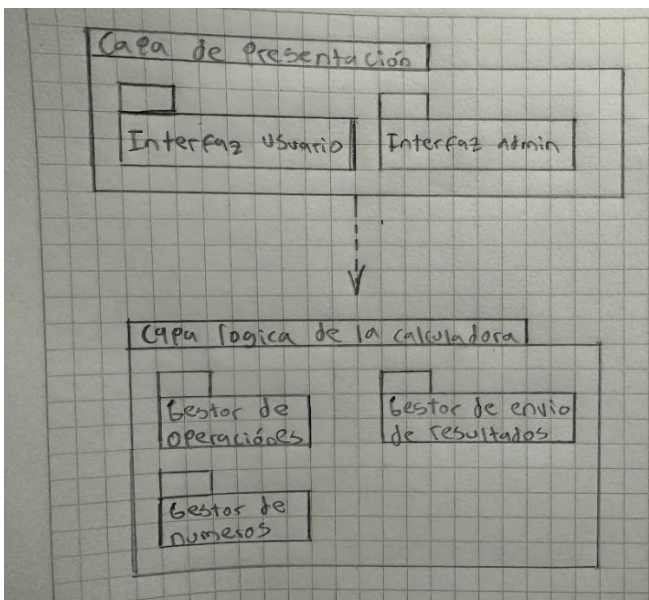 Capa de presentación
Interfaz usuario
Interfaz Admin
Capa logica de la calculadora
Gestor de
operaciónes
Gestor de envio
de resultados
Gestor de
numeros